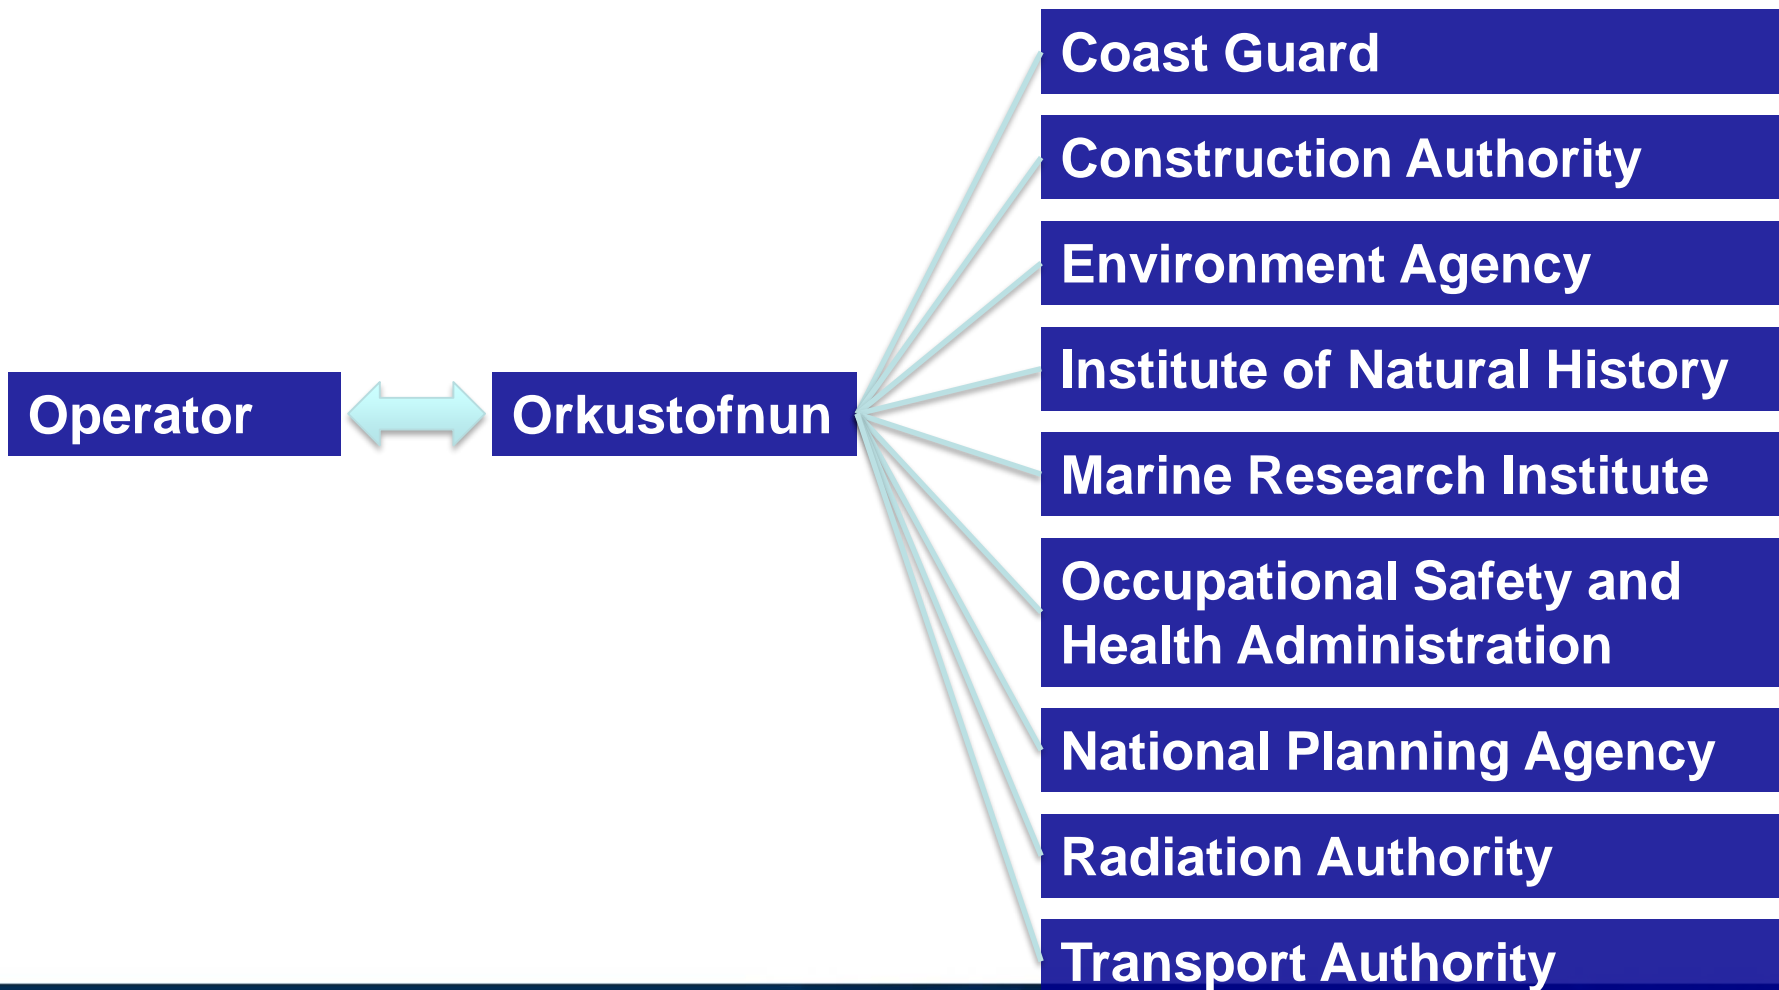 Coast Guard
Construction Authority
Environment Agency
Institute of Natural History
Operator
Orkustofnun
Marine Research Institute
Occupational Safety and
Health Administration
National Planning Agency
Radiation Authority
Transport Authority